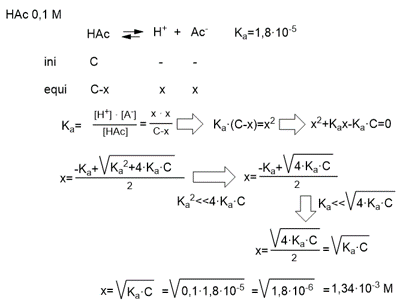 HAc 0,1 M
HAc ⇌ H⁺ + Ac⁻ Kₐ=1,8·10⁻⁵
ini C - -
equi C-x x x
Kₐ= [H⁺]·[A⁻]/[HAc] = x·x/C-x ⇒ Kₐ·(C-x)=x² ⇒ x²+Kₐx-Kₐ·C=0
x= -Kₐ+√(Kₐ²+4·Kₐ·C)/2 ⇒ x= -Kₐ+√(4·Kₐ·C)/2
Kₐ²<<4·Kₐ·C
Kₐ<<√(4·Kₐ·C)
x= √(4·Kₐ·C)/2 = √(Kₐ·C)
x= √(Kₐ·C) = √(0,1·1,8·10⁻⁵) = √(1,8·10⁻⁶) = 1,34·10⁻³ M